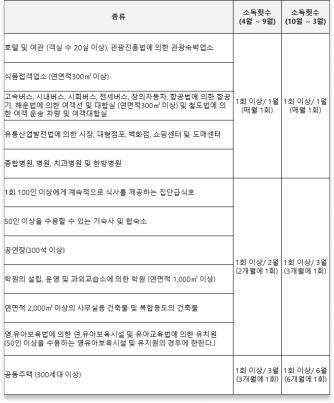 종류
소독횟수
(4월 ~ 9월)
소독횟수
(10월 ~ 3월)
호텔 및 여관 (객실 수 20실 이상), 관광진흥법에 의한 관광숙박업소
식품접객업소 (연면적300㎡ 이상)
고속버스, 시내버스, 시외버스, 전세버스, 장의자동차, 항공법에 의한 항공
기, 해운법에 의한 여객선 및 대합실 (연면적300㎡ 이상) 및 철도법에 의
한 여객 운송 차량 및 여객대합실
유통산업발전법에 의한 시장, 대형점포, 백화점, 쇼핑센터 및 도매센터
종합병원, 병원, 치과병원 및 한방병원
1회 이상/ 1월
(매월 1회)
1회 이상/ 1월
(매월 1회)
1회 100인 이상에게 계속적으로 식사를 제공하는 집단급식호
50인 이상을 수용할 수 있는 기숙사 및 합숙소
공연장(300석 이상)
학원의 설립, 운영 및 과외교습소에 의한 학원 (연면적 1,000㎡ 이상)
연면적 2,000㎡ 이상의 사무실용 건축물 및 복합용도의 건축물
영,유아보육법에 의한 연,유아보육시설 및 유아교육법에 의한 유치원
(50인 이상을 수용하는 영유아보육시설 및 유치원의 경우에 한한다.)
1회 이상/ 2월
(2개월에 1회)
1회 이상/ 3월
(3개월에 1회)
공동주택 (300세대 이상)
1회 이상/ 3월
(3개월에 1회)
1회 이상/ 6월
(6개월에 1회)